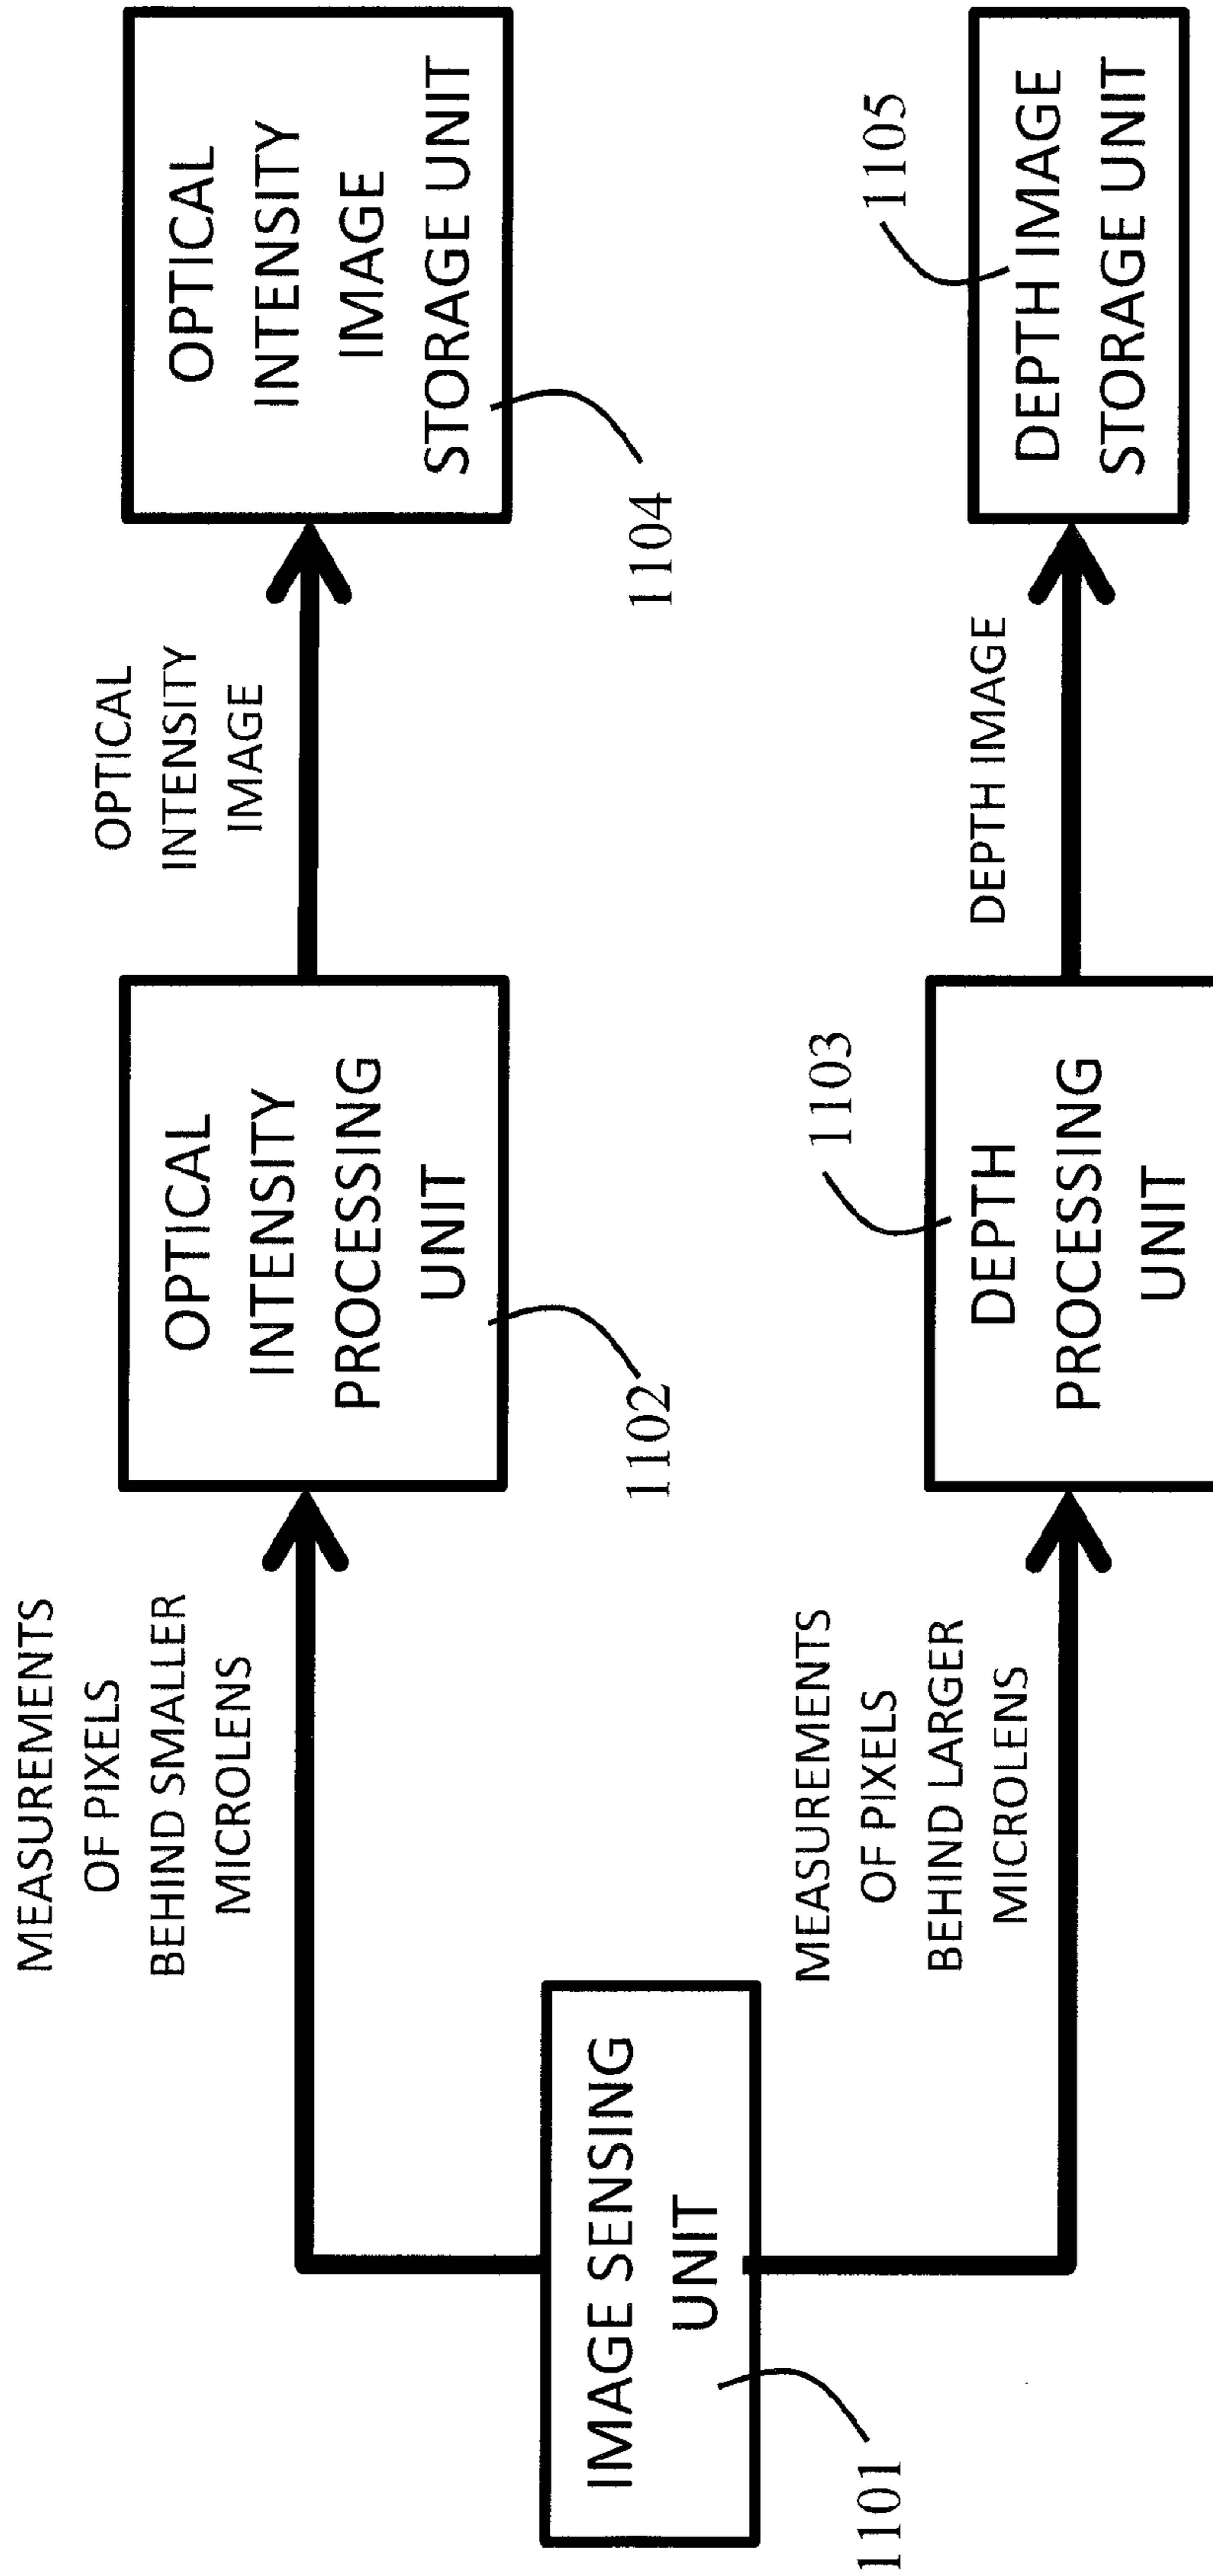 MEASUREMENTS
OF PIXELS
BEHIND SMALLER
MICROLENS
OPTICAL
INTENSITY
PROCESSING
UNIT
1102
OPTICAL
INTENSITY
IMAGE
OPTICAL
INTENSITY
IMAGE
STORAGE UNIT
1104
IMAGE SENSING
UNIT
1101
MEASUREMENTS
OF PIXELS
BEHIND LARGER
MICROLENS
1103
DEPTH
PROCESSING
UNIT
DEPTH IMAGE
1105
DEPTH IMAGE
STORAGE UNIT